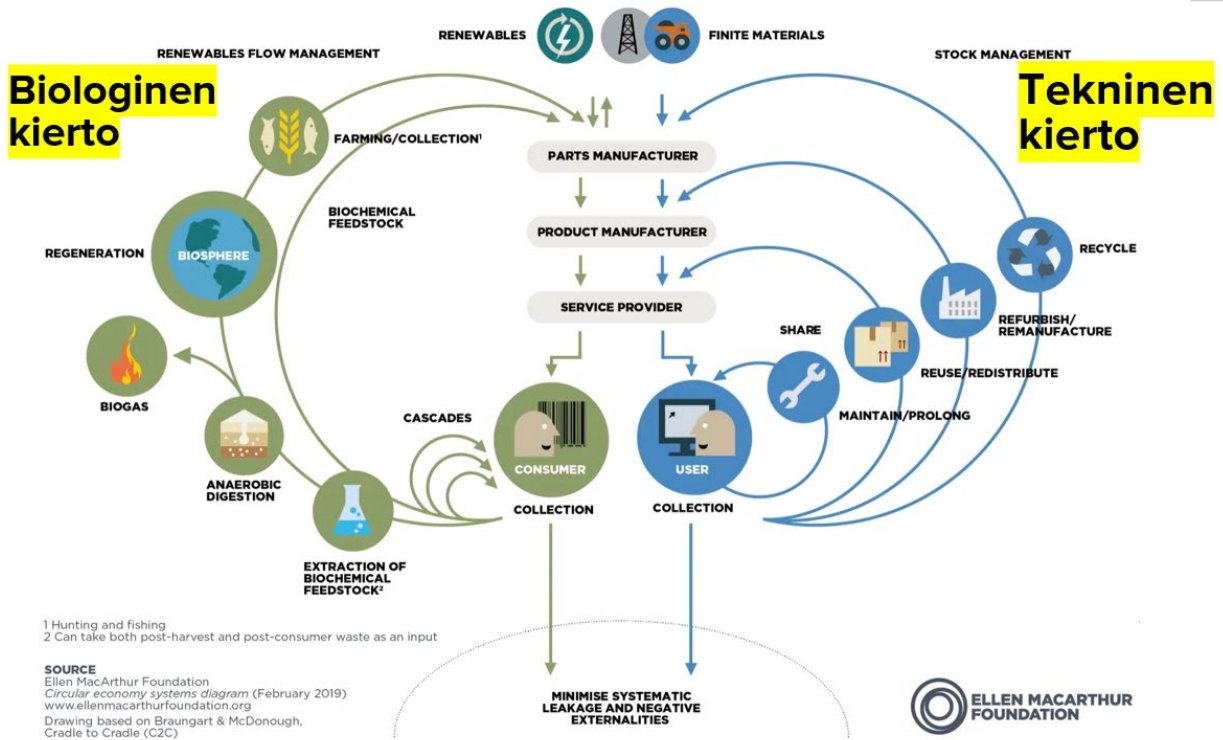 RENEWABLES
FINITE MATERIALS
RENEWABLES FLOW MANAGEMENT
STOCK MANAGEMENT
Biologinen
kierto
Tekninen
kierto
FARMING/COLLECTION¹
PARTS MANUFACTURER
BIOCHEMICAL
FEEDSTOCK
PRODUCT MANUFACTURER
REGENERATION
BIOSPHERE
RECYCLE
SERVICE PROVIDER
SHARE
REFURBISH/
REMANUFACTURE
REUSE/REDISTRIBUTE
BIOGAS
CASCADES
MAINTAIN/PROLONG
CONSUMER
USER
ANAEROBIC
DIGESTION
COLLECTION
COLLECTION
EXTRACTION OF
BIOCHEMICAL
FEEDSTOCK²
1 Hunting and fishing
2 Can take both post-harvest and post-consumer waste as an input
SOURCE
Ellen MacArthur Foundation
Circular economy systems diagram (February 2019)
www.ellenmacarthurfoundation.org
Drawing based on Braungart & McDonough,
Cradle to Cradle (C2C)
MINIMISE SYSTEMATIC
LEAKAGE AND NEGATIVE
EXTERNALITIES
ELLEN MACARTHUR
FOUNDATION